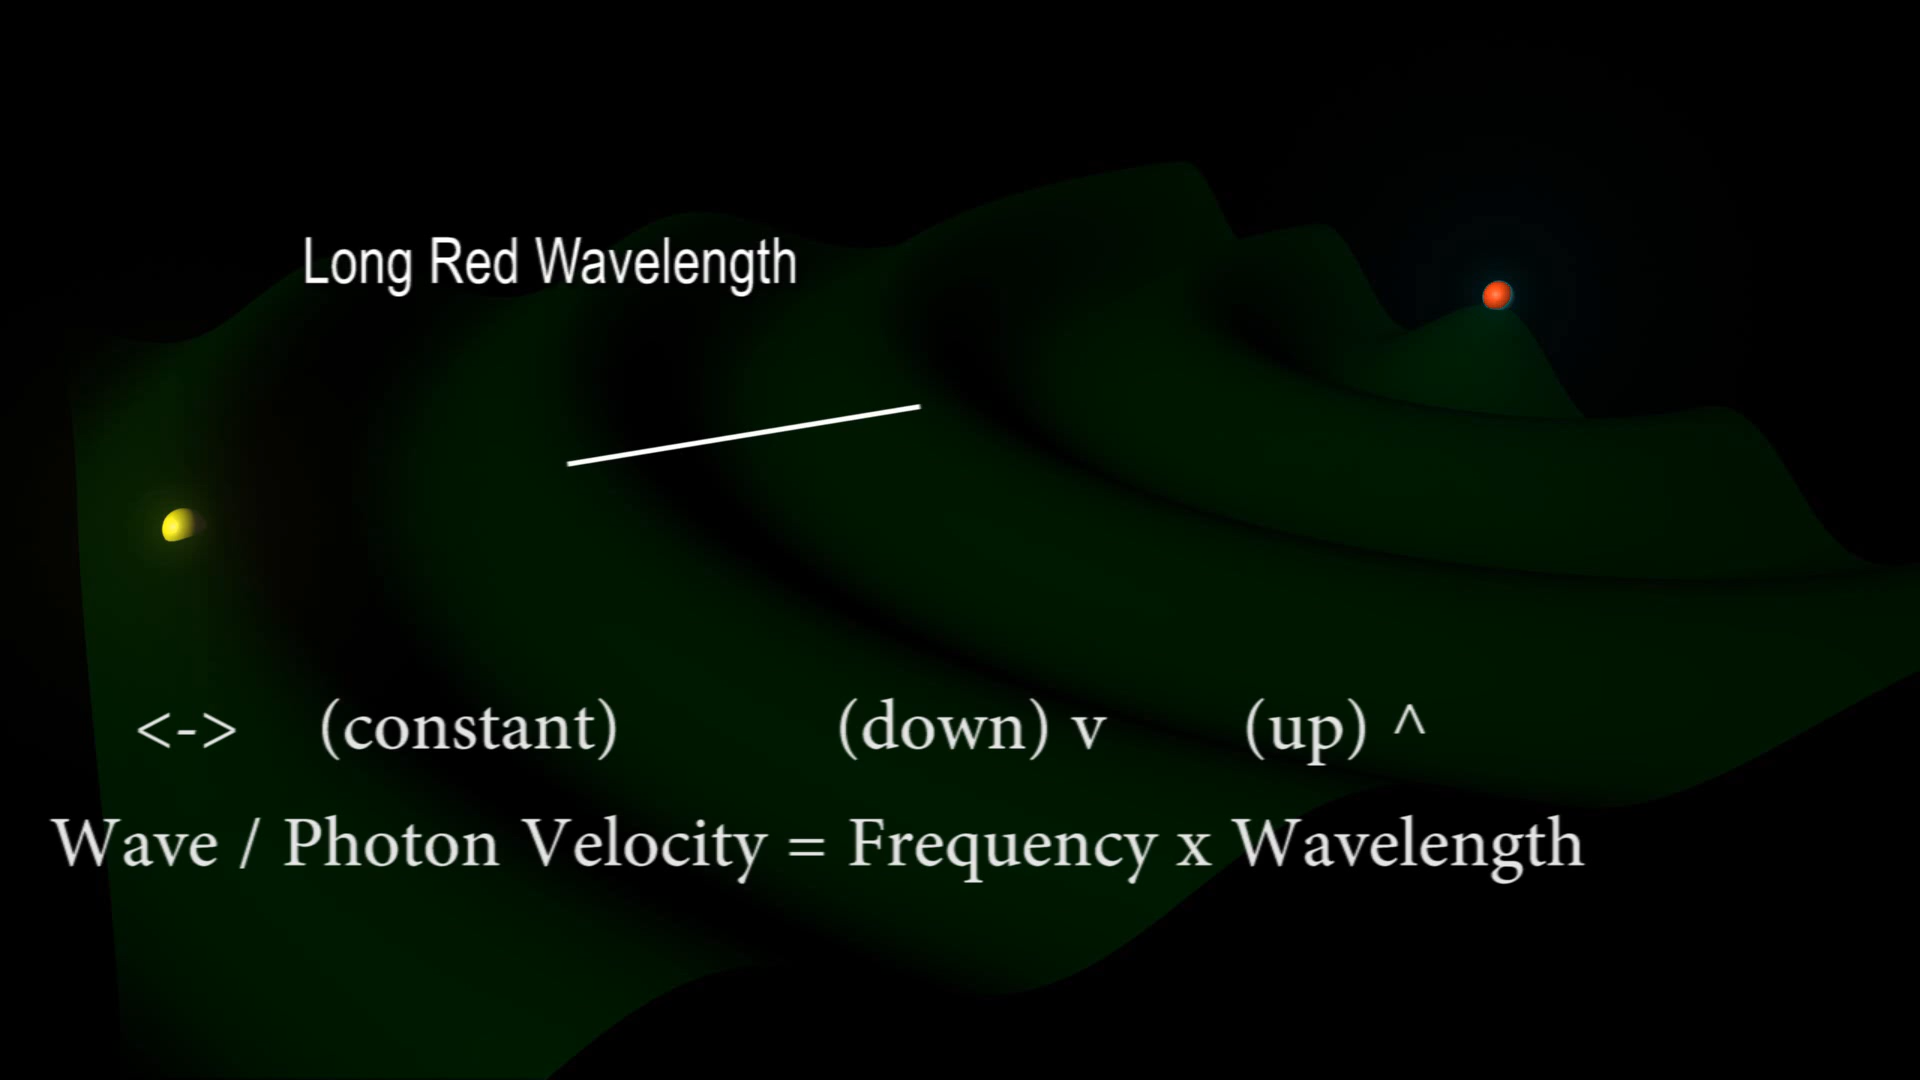 Long Red Wavelength
<-> (constant) (down) v (up) ^
Wave / Photon Velocity = Frequency x Wavelength